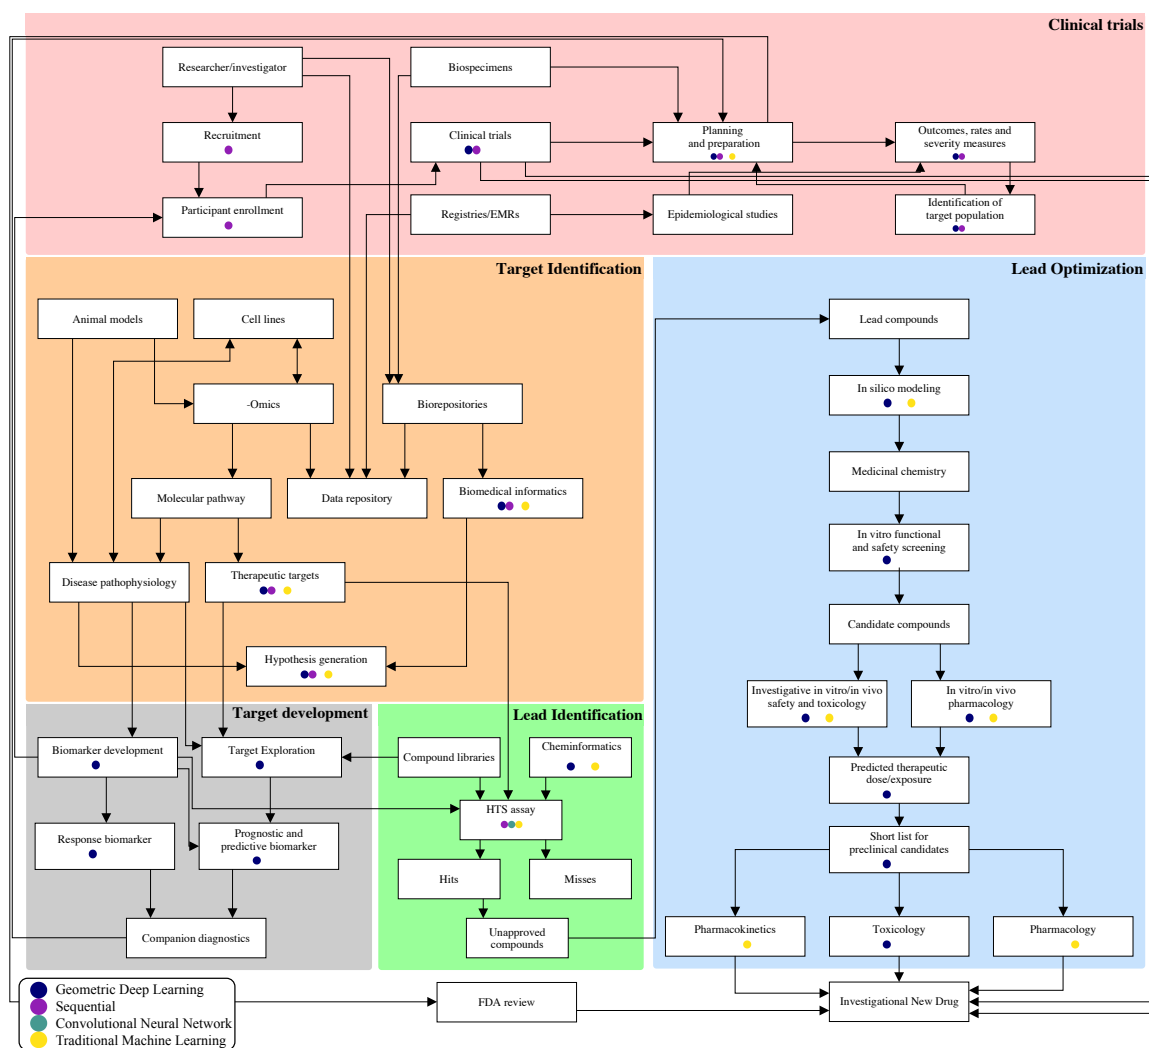 Clinical trials
Researcher/investigator
Biospecimens
Recruitment
Clinical trials
Planning
and preparation
Outcomes, rates and
severity measures
Participant enrollment
Registries/EMRs
Epidemiological studies
Identification of
target population
Target Identification
Animal models
Cell lines
-Omics
Biorepositories
Molecular pathway
Data repository
Biomedical informatics
Disease pathophysiology
Therapeutic targets
Hypothesis generation
Lead Optimization
Lead compounds
In silico modeling
Medicinal chemistry
In vitro functional
and safety screening
Candidate compounds
Investigative in vitro/in vivo
safety and toxicology
In vitro/in vivo
pharmacology
Predicted therapeutic
dose/exposure
Short list for
preclinical candidates
Pharmacokinetics
Toxicology
Pharmacology
Target development
Biomarker development
Target Exploration
Response biomarker
Prognostic and
predictive biomarker
Companion diagnostics
Lead Identification
Compound libraries
Cheminformatics
HTS assay
Hits
Misses
Unapproved
compounds
Geometric Deep Learning
Sequential
Convolutional Neural Network
Traditional Machine Learning
FDA review
Investigational New Drug